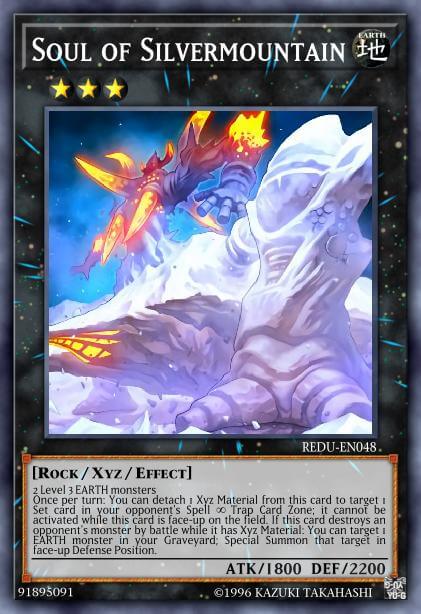 SOUL OF SILVERMOUNTAIN
EARTH
地
REDU-EN048
[ROCK / XYZ / EFFECT]
2 Level 3 EARTH monsters
Once per turn: You can detach 1 Xyz Material from this card to target 1
Set card in your opponent's Spell ∞ Trap Card Zone; it cannot be
activated while this card is face-up on the field. If this card destroys an
opponent's monster by battle while it has Xyz Material: You can target 1
EARTH monster in your Graveyard; Special Summon that target in
face-up Defense Position.
ATK/1800 DEF/2200
91895091
©1996 KAZUKI TAKAHASHI